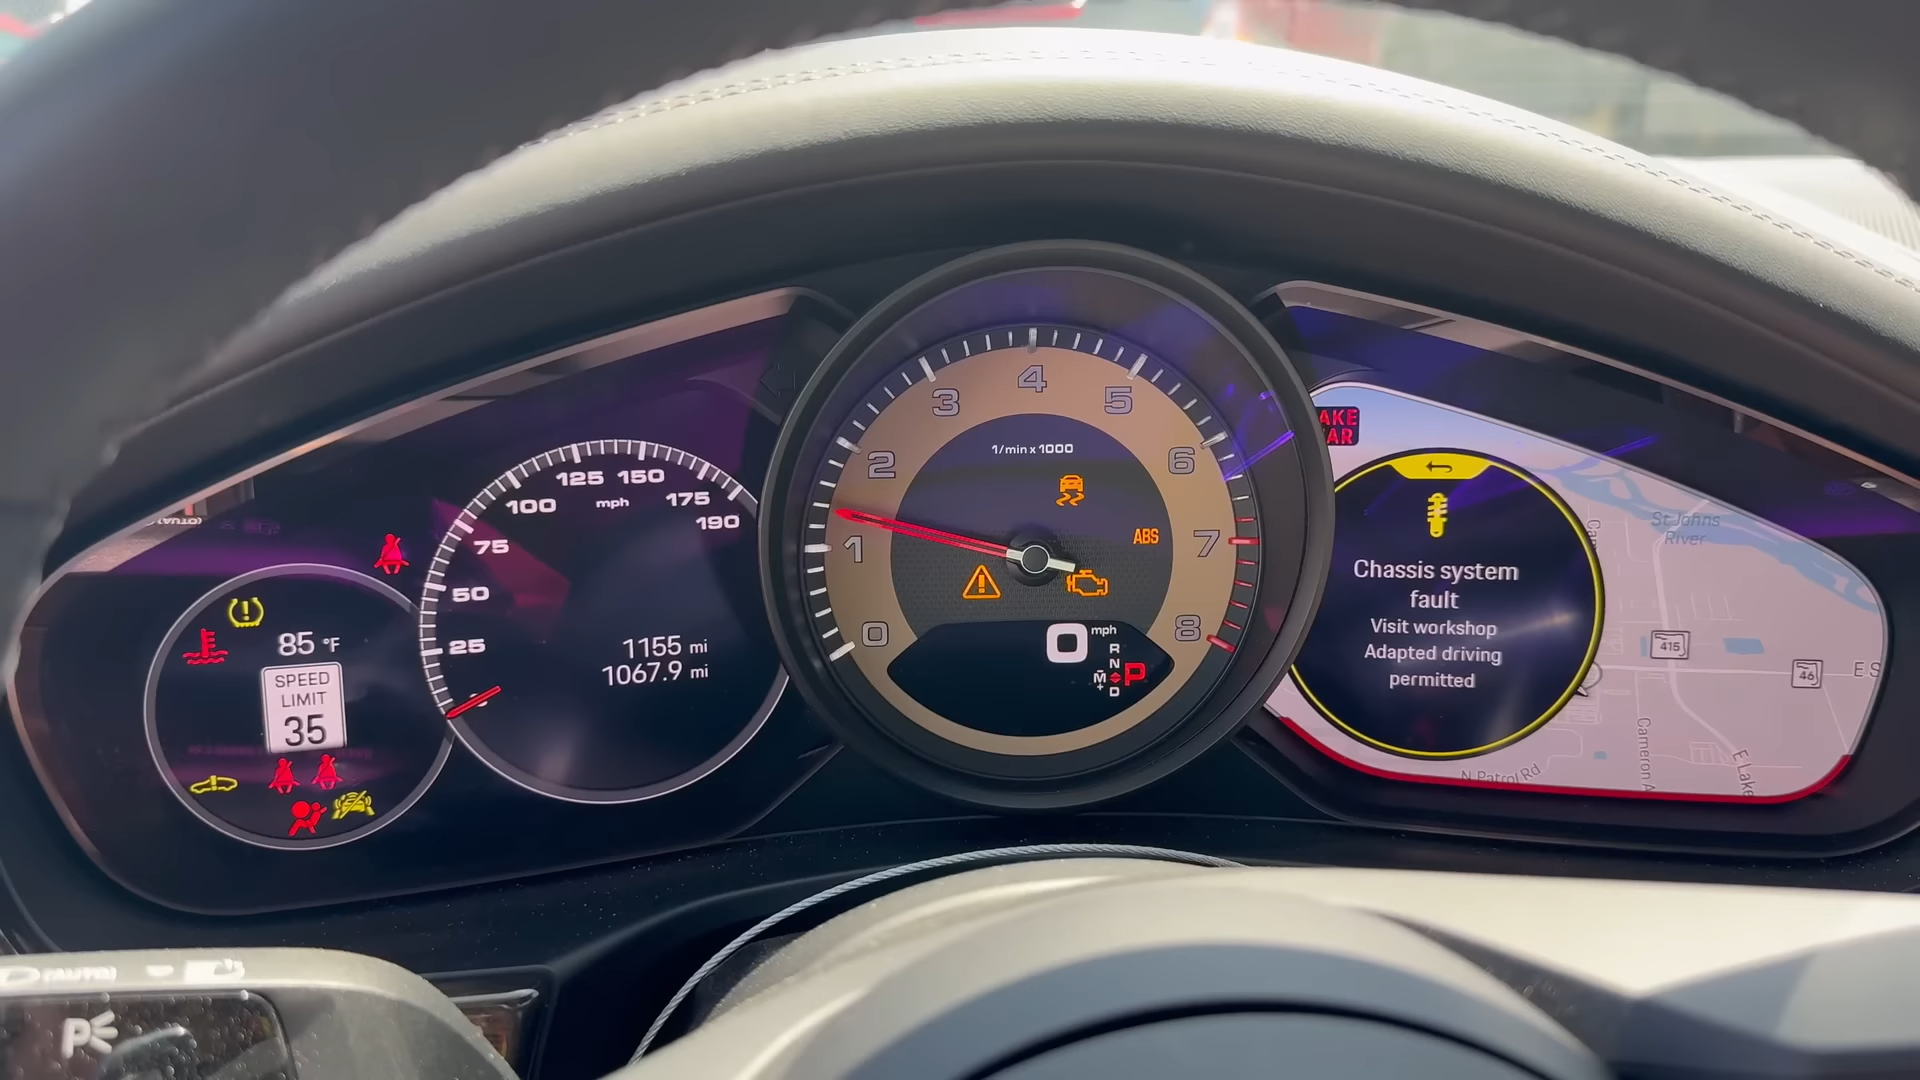 85 °F
SPEED
LIMIT
35
25
50
75
100
125
150
175
190
mph
1155 mi
1067.9 mi
0
1
2
3
4
5
6
7
8
1/min x 1000
ABS
0 mph
R
N
M
+
D
P
AKE
Chassis system
fault
Visit workshop
Adapted driving
permitted
St Johns
River
415
46
E S
N Patrol Rd
Cameron A
E Lake
P